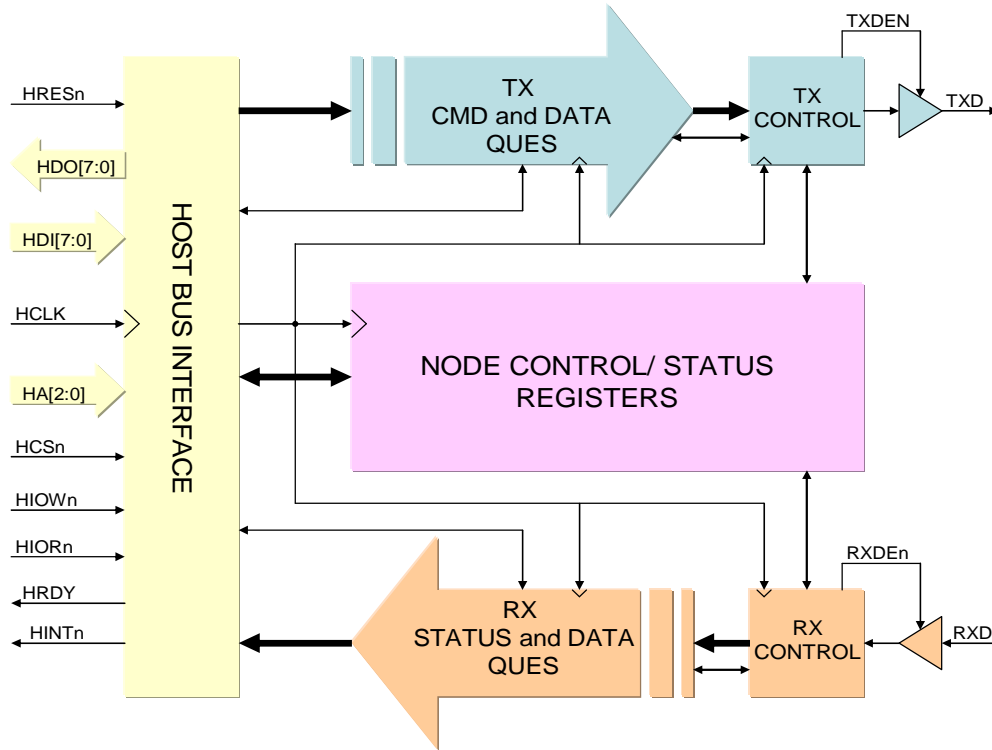 HRESn
HDO[7:0]
HDI[7:0]
HCLK
HA[2:0]
HCSn
HIOWn
HIORn
HRDY
HINTn
HOST BUS INTERFACE
TX
CMD and DATA
QUES
TX
CONTROL
TXDEN
TXD
NODE CONTROL/ STATUS
REGISTERS
RX
STATUS and DATA
QUES
RX
CONTROL
RXDEn
RXD